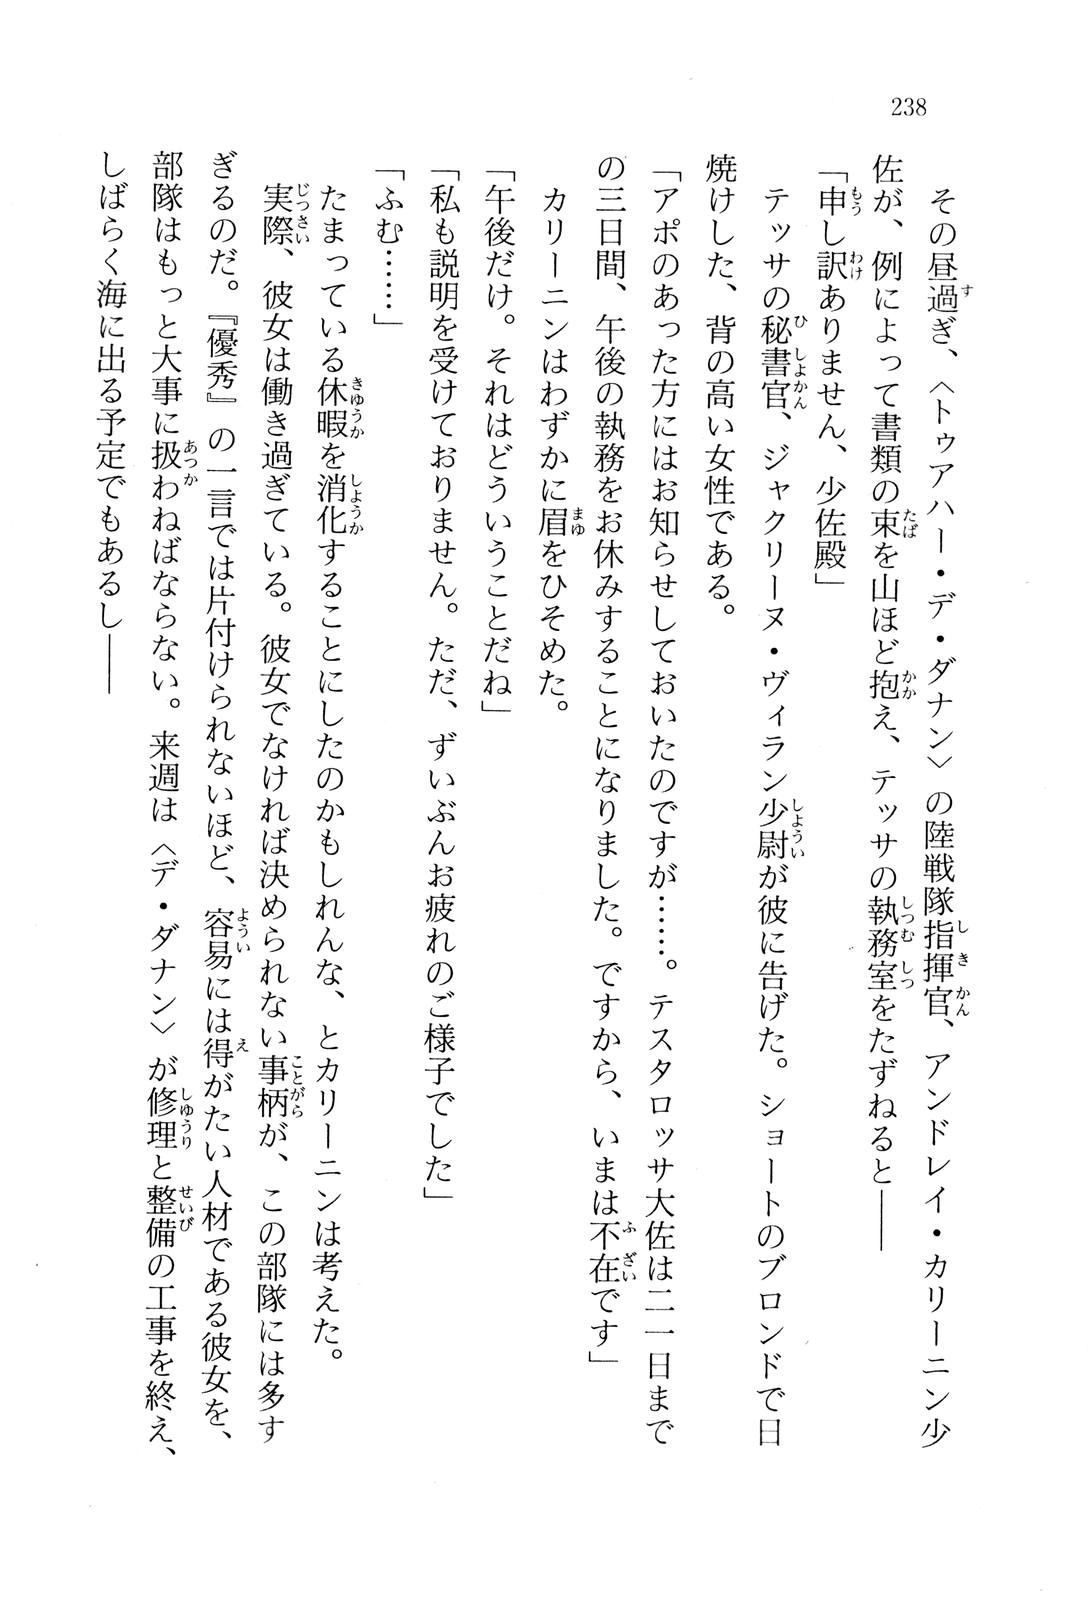 238
その昼過ぎ、〈トゥアハー・デ・ダナン〉の陸戦隊指揮官、アンドレイ・カリーニン少
佐が、例によって書類の束を山ほど抱え、テッサの執務室をたずねると――
「申し訳ありません、少佐殿」
テッサの秘書官、ジャクリーヌ・ヴィラン少尉が彼に告げた。ショートのブロンドで日
焼けした、背の高い女性である。
「アポのあった方にはお知らせしておいたのですが……。テスタロッサ大佐は二一日まで
の三日間、午後の執務をお休みすることになりました。ですから、いまは不在です」
カリーニンはわずかに眉をひそめた。
「午後だけ。それはどういうことだね」
「私も説明を受けておりません。ただ、ずいぶんお疲れのご様子でした」
「ふむ……」
たまっている休暇を消化することにしたのかもしれんな、とカリーニンは考えた。
実際、彼女は働き過ぎている。彼女でなければ決められない事柄が、この部隊には多す
ぎるのだ。『優秀』の一言では片付けられないほど、容易には得がたい人材である彼女を、
部隊はもっと大事に扱わねばならない。来週は〈デ・ダナン〉が修理と整備の工事を終え、
しばらく海に出る予定でもあるし――